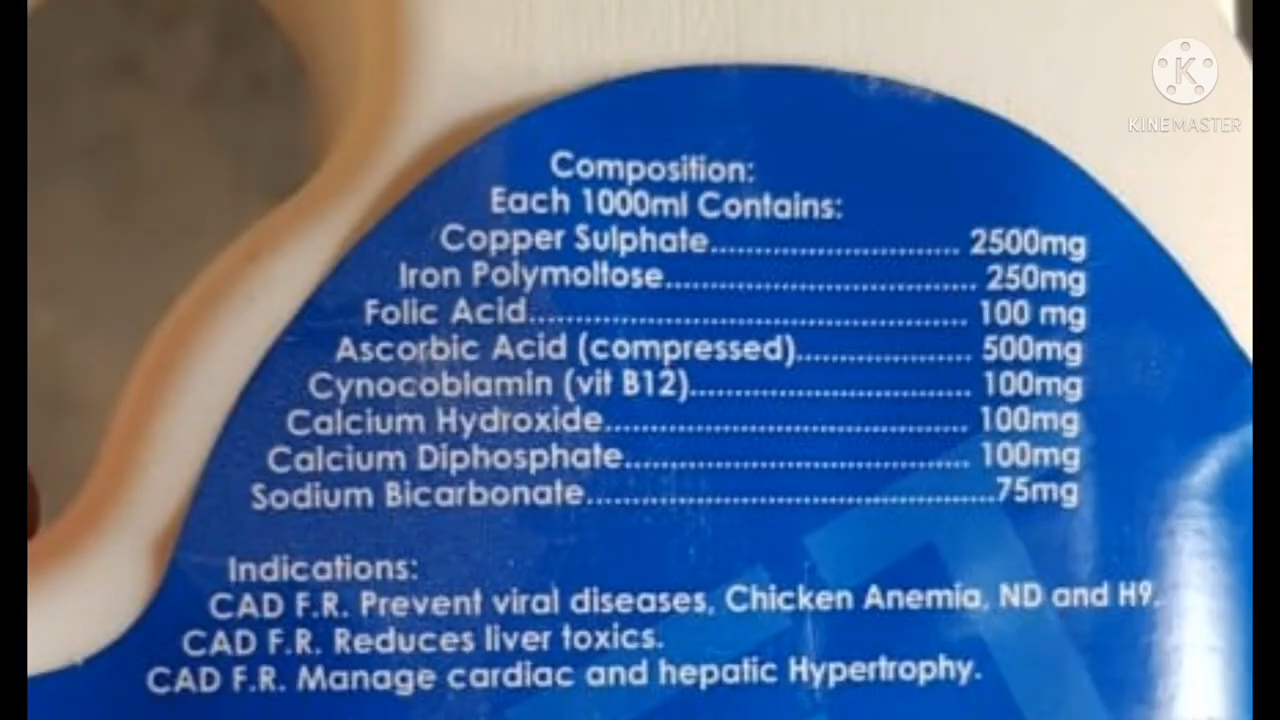 KINEMASTER
Composition:
Each 1000ml Contains:
Copper Sulphate.............................. 2500mg
Iron Polymoltose...................................... 250mg
Folic Acid..................................................... 100 mg
Ascorbic Acid (compressed)..................... 500mg
Cynocoblamin (vit B12).................................. 100mg
Calcium Hydroxide........................................... 100mg
Calcium Diphosphate......................................... 100mg
Sodium Bicarbonate.................................................75mg
Indications:
CAD F.R. Prevent viral diseases, Chicken Anemia, ND and H9.
CAD F.R. Reduces liver toxics.
CAD F.R. Manage cardiac and hepatic Hypertrophy.